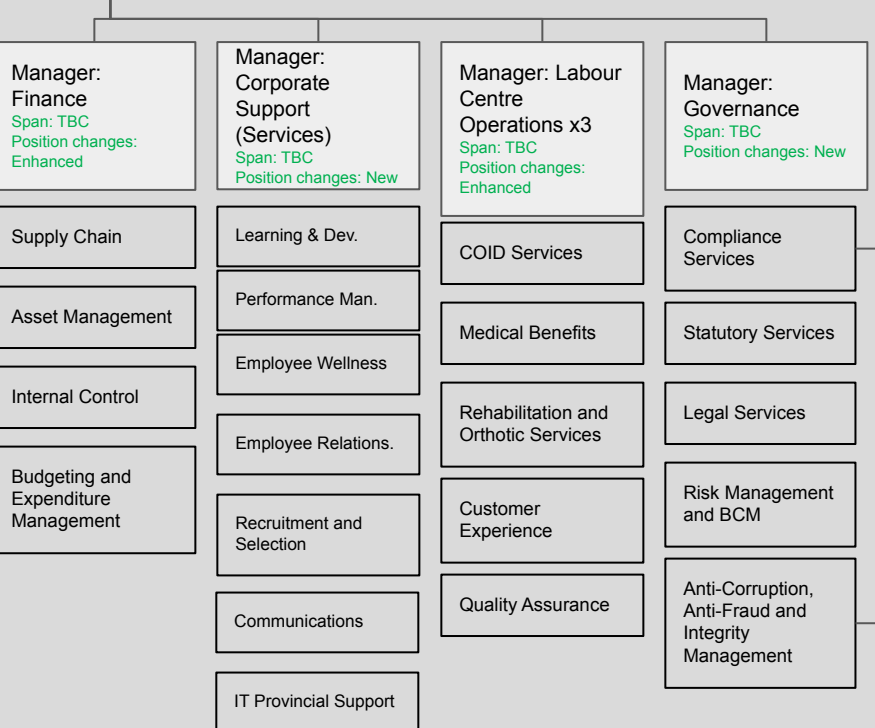 Manager:
Finance
Span: TBC
Position changes:
Enhanced
Supply Chain
Asset Management
Internal Control
Budgeting and
Expenditure
Management
Manager:
Corporate
Support
(Services)
Span: TBC
Position changes: New
Learning & Dev.
Performance Man.
Employee Wellness
Employee Relations.
Recruitment and
Selection
Communications
IT Provincial Support
Manager: Labour
Centre
Operations x3
Span: TBC
Position changes:
Enhanced
COID Services
Medical Benefits
Rehabilitation and
Orthotic Services
Customer
Experience
Quality Assurance
Manager:
Governance
Span: TBC
Position changes: New
Compliance
Services
Statutory Services
Legal Services
Risk Management
and BCM
Anti-Corruption,
Anti-Fraud and
Integrity
Management